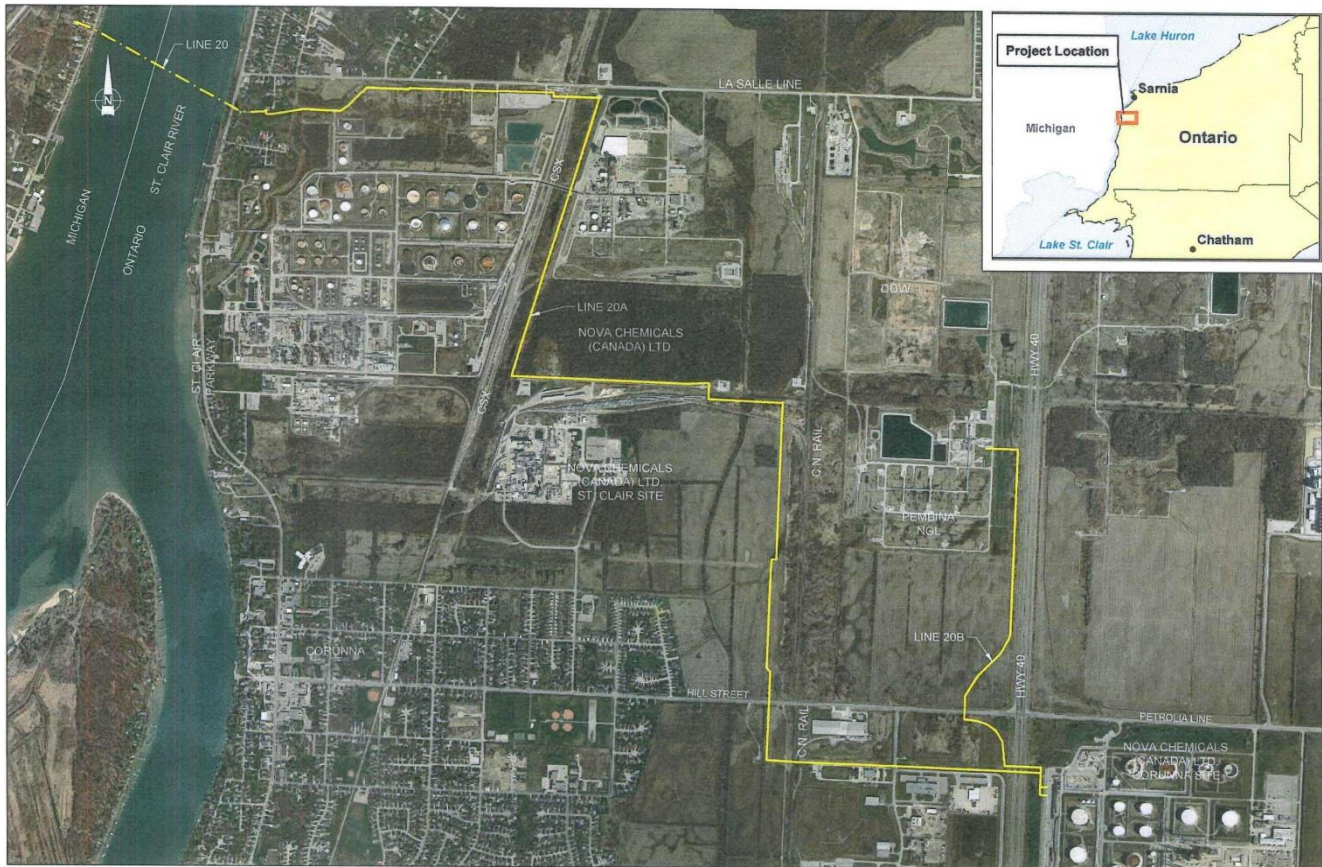 LINE 20
N
MICHIGAN
ONTARIO
ST. CLAIR RIVER
ST. CLAIR
PARKWAY
LA SALLE LINE
CSX
LINE 20A
NOVA CHEMICALS
(CANADA) LTD.
CSX
NOVA CHEMICALS
(CANADA) LTD.
ST. CLAIR SITE
C.N. RAIL
DOW
HWY 40
PEMBINA
NGL
LINE 20B
HWY 40
CORUNNA
HILL STREET
C.N. RAIL
PETROLIA LINE
NOVA CHEMICALS
(CANADA) LTD.
CORUNNA SITE
Project Location
Lake Huron
Sarnia
Michigan
Ontario
Lake St. Clair
Chatham